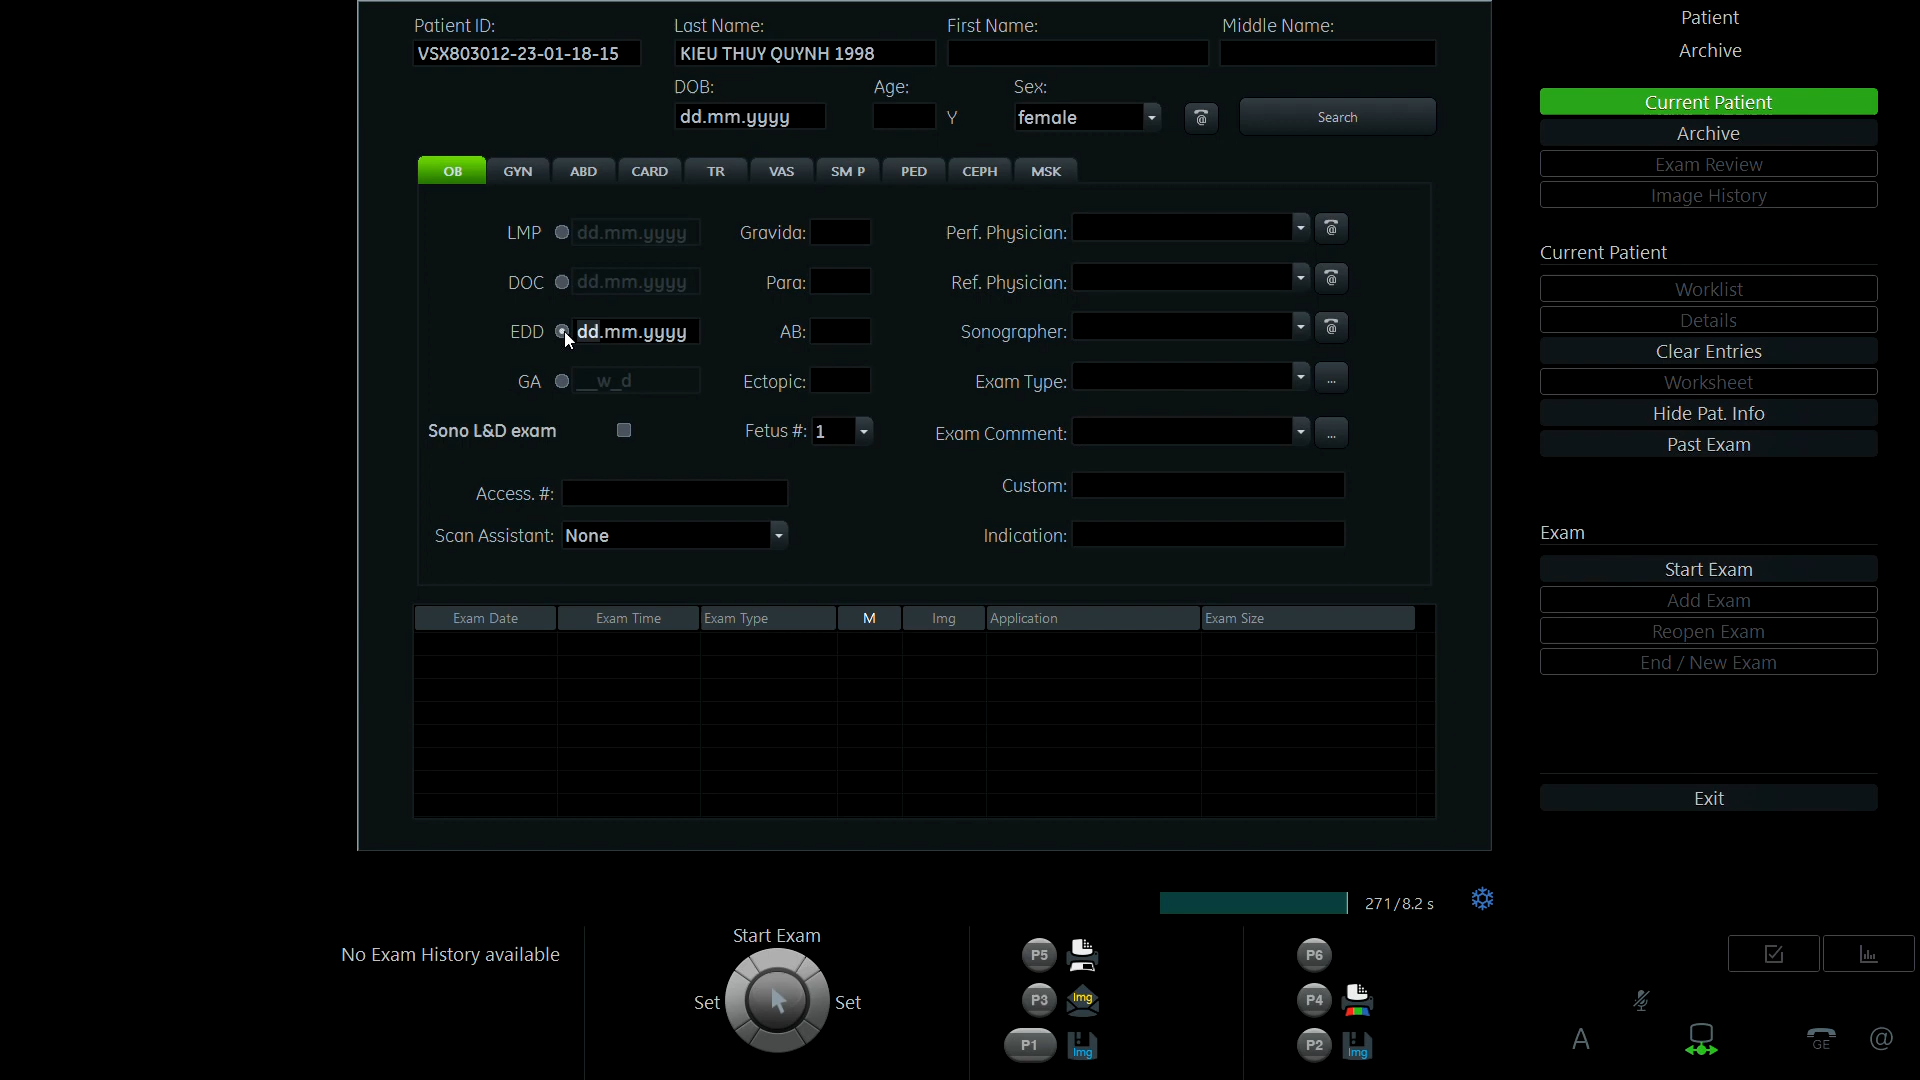 Patient ID: Last Name: First Name: Middle Name:
VSX803012-23-01-18-15 KIEU THUY QUYNH 1998
DOB: Age: Sex:
dd.mm.yyyy Y female Search
OB GYN ABD CARD TR VAS SM P PED CEPH MSK
LMP dd.mm.yyyy Gravida: Perf. Physician:
DOC dd.mm.yyyy Para: Ref. Physician:
EDD dd.mm.yyyy AB: Sonographer:
GA __w_d Ectopic: Exam Type: ...
Sono L&D exam Fetus #: 1 Exam Comment: ...
Access. #: Custom:
Scan Assistant: None Indication:
Exam Date Exam Time Exam Type M Img Application Exam Size
271/8.2 s
No Exam History available
Start Exam
Set Set
P5
P3 Img
P1 Img
P6
P4
P2 Img
Patient
Archive
Current Patient
Archive
Exam Review
Image History
Current Patient
Worklist
Details
Clear Entries
Worksheet
Hide Pat. Info
Past Exam
Exam
Start Exam
Add Exam
Reopen Exam
End / New Exam
Exit
A GE @